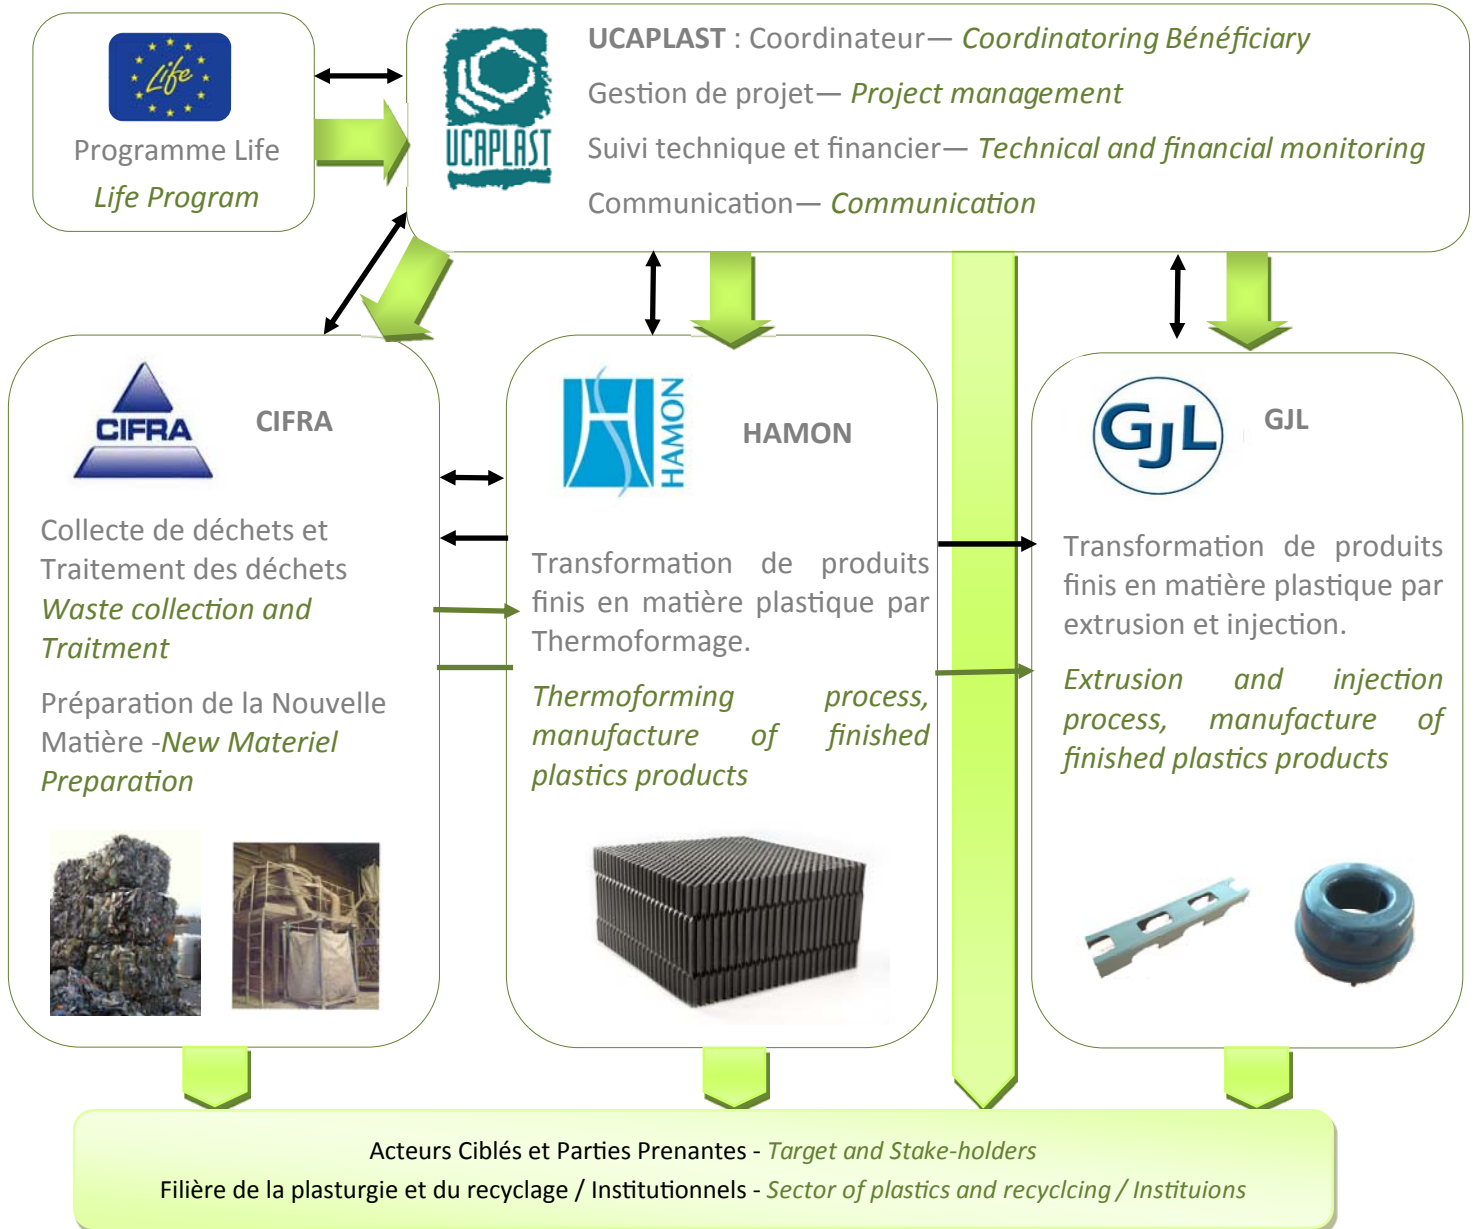 Life
Programme Life
Life Program
UCAPLAST
UCAPLAST : Coordinateur— Coordinatoring Bénéficiary
Gestion de projet— Project management
Suivi technique et financier— Technical and financial monitoring
Communication— Communication
CIFRA
CIFRA
Collecte de déchets et
Traitement des déchets
Waste collection and
Traitment
Préparation de la Nouvelle
Matière -New Materiel
Preparation
HAMON
HAMON
Transformation de produits
finis en matière plastique par
Thermoformage.
Thermoforming process,
manufacture of finished
plastics products
GJL
GJL
Transformation de produits
finis en matière plastique par
extrusion et injection.
Extrusion and injection
process, manufacture of
finished plastics products
Acteurs Ciblés et Parties Prenantes - Target and Stake-holders
Filière de la plasturgie et du recyclage / Institutionnels - Sector of plastics and recyclcing / Instituions